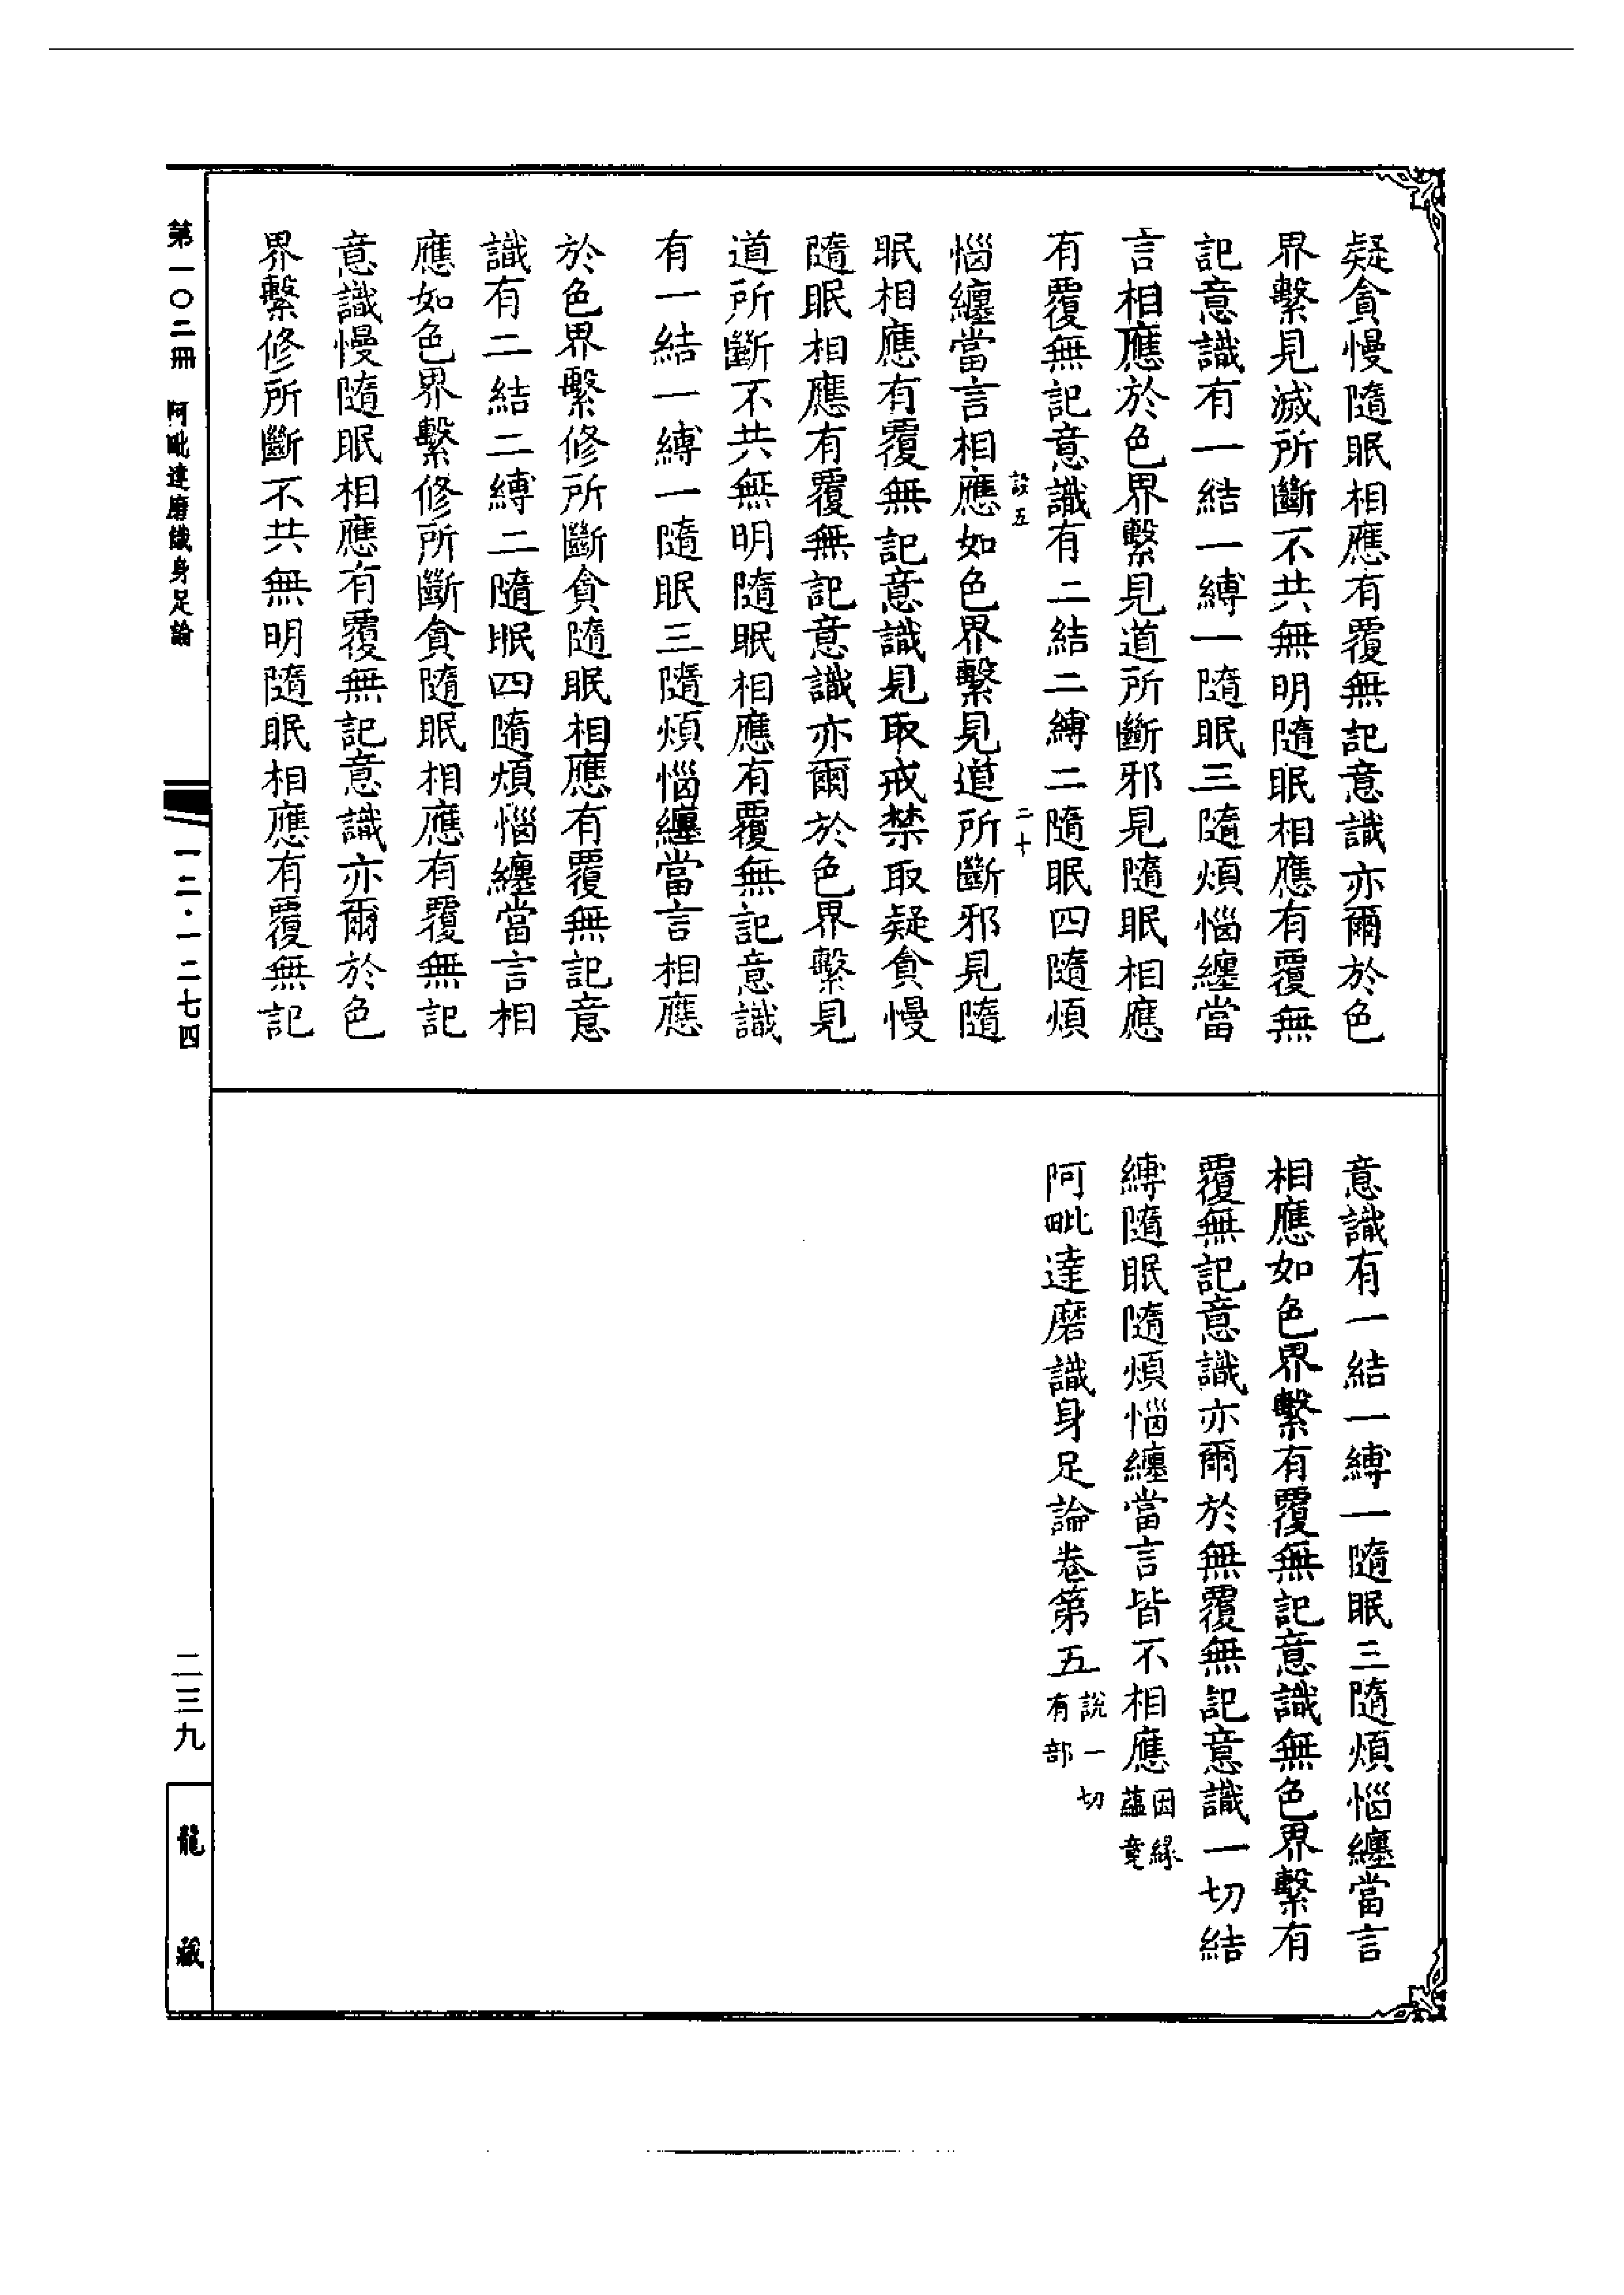 疑貪慢隨眠相應有覆無記意識亦爾於色
界繫見滅所斷不共無明隨眠相應有覆無
記意識有一結一縛一隨眠三隨煩惱纏當
言相應於色界繫見道所斷邪見隨眠相應
有覆無記意識有二結二縛二隨眠四隨煩
設五 二十
惱纏當言相應如色界繫見道所斷邪見隨
眠相應有覆無記意識見取戒禁取疑貪慢
隨眠相應有覆無記意識亦爾於色界繫見
道所斷不共無明隨眠相應有覆無記意識
有一結一縛一隨眠三隨煩惱纏當言相應
於色界繫修所斷貪隨眠相應有覆無記意
識有二結二縛二隨眠四隨煩惱纏當言相
應如色界繫修所斷貪隨眠相應有覆無記
意識慢隨眠相應有覆無記意識亦爾於色
界繫修所斷不共無明隨眠相應有覆無記
意識有一結一縛一隨眠三隨煩惱纏當言
相應如色界繫有覆無記意識無色界繫有
覆無記意識亦爾於無覆無記意識一切結
縛隨眠隨煩惱纏當言皆不相應因緣蘊竟
阿毗達磨識身足論卷第五說一切有部
第一〇二冊 阿毗達磨識身足論
一二·一二七四
二三九
龍藏